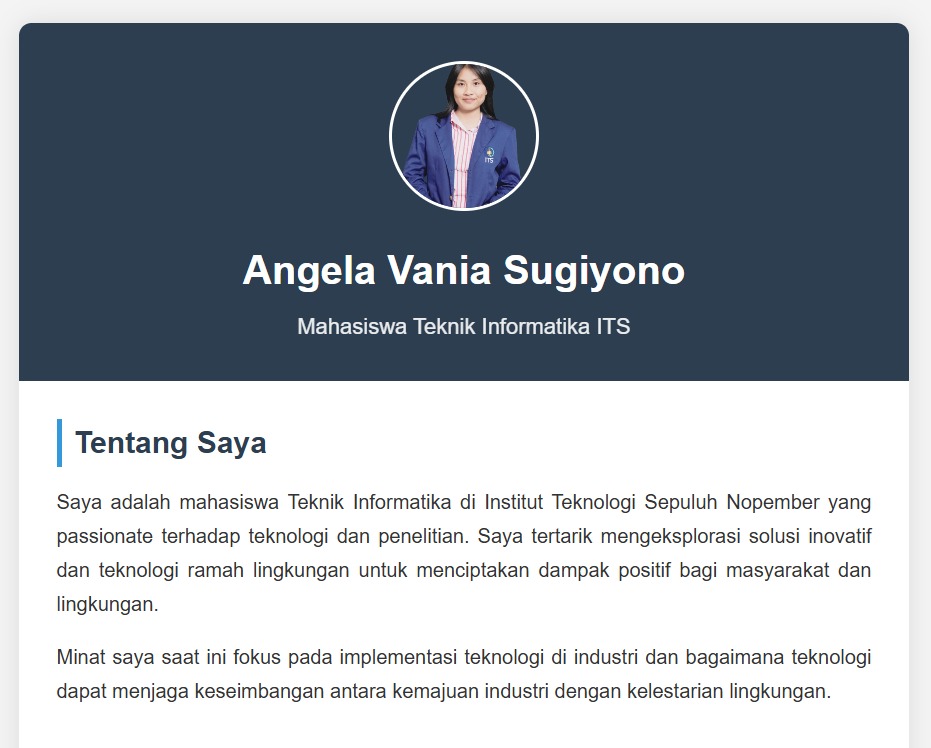 ITS
Angela Vania Sugiyono
Mahasiswa Teknik Informatika ITS
Tentang Saya
Saya adalah mahasiswa Teknik Informatika di Institut Teknologi Sepuluh Nopember yang
passionate terhadap teknologi dan penelitian. Saya tertarik mengeksplorasi solusi inovatif
dan teknologi ramah lingkungan untuk menciptakan dampak positif bagi masyarakat dan
lingkungan.
Minat saya saat ini fokus pada implementasi teknologi di industri dan bagaimana teknologi
dapat menjaga keseimbangan antara kemajuan industri dengan kelestarian lingkungan.